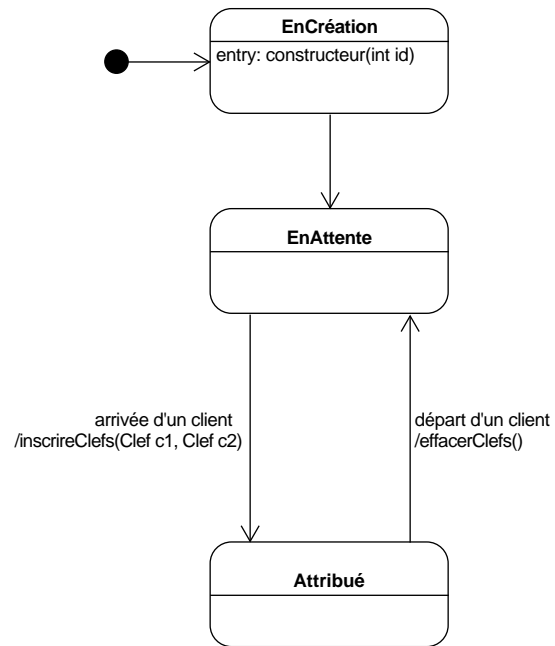 EnCréation
entry: constructeur(int id)
EnAttente
arrivée d'un client
/inscrireClefs(Clef c1, Clef c2)
départ d'un client
/effacerClefs()
Attribué